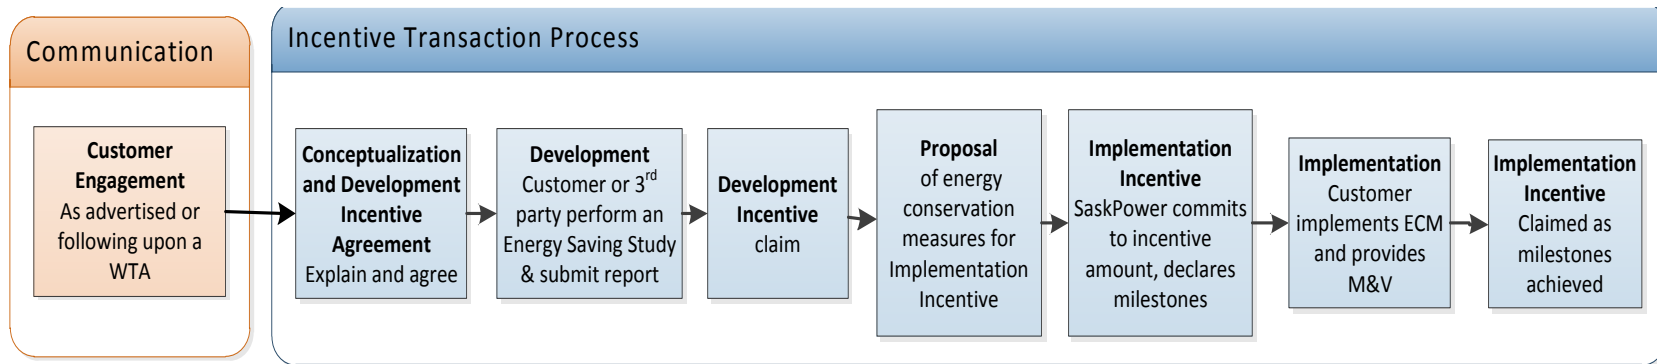 Communication
Incentive Transaction Process
Customer
Engagement
As advertised or
following upon a
WTA
Conceptualization
and Development
Incentive
Agreement
Explain and agree
Development
Customer or 3rd
party perform an
Energy Saving Study
& submit report
Development
Incentive
claim
Proposal
of energy
conservation
measures for
Implementation
Incentive
Implementation
Incentive
SaskPower commits
to incentive
amount, declares
milestones
Implementation
Customer
implements ECM
and provides
M&V
Implementation
Incentive
Claimed as
milestones
achieved